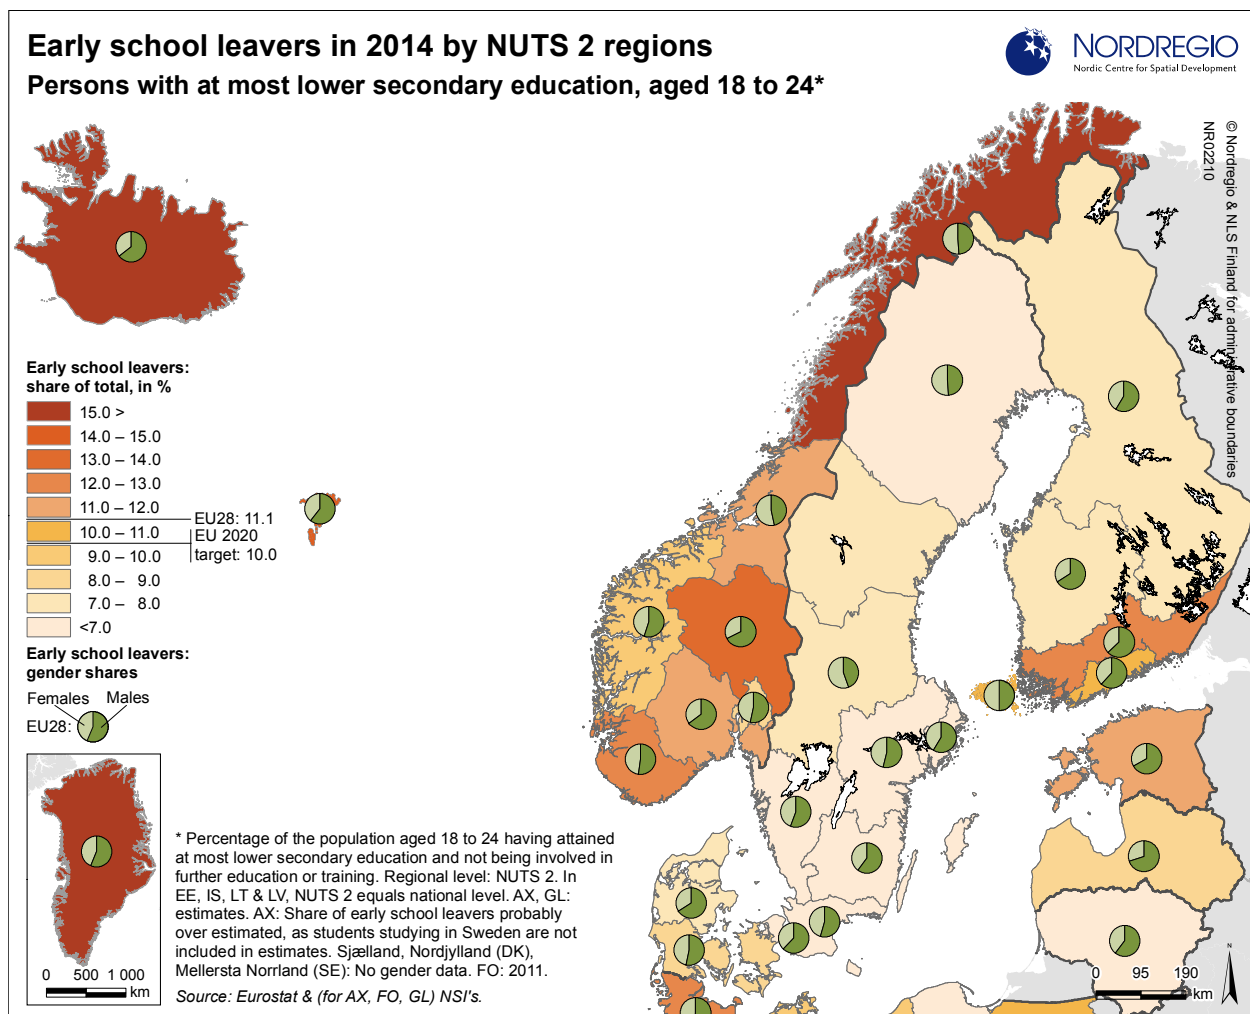 Early school leavers in 2014 by NUTS 2 regions
Persons with at most lower secondary education, aged 18 to 24*
NORDREGIO
Nordic Centre for Spatial Development
© Nordregio & NLS Finland for administrative boundaries
NR02210
Early school leavers:
share of total, in %
15.0 >
14.0 – 15.0
13.0 – 14.0
12.0 – 13.0
11.0 – 12.0
EU28: 11.1
10.0 – 11.0
EU 2020
target: 10.0
9.0 – 10.0
8.0 – 9.0
7.0 – 8.0
<7.0
Early school leavers:
gender shares
Females Males
EU28:
0 500 1 000
km
* Percentage of the population aged 18 to 24 having attained
at most lower secondary education and not being involved in
further education or training. Regional level: NUTS 2. In
EE, IS, LT & LV, NUTS 2 equals national level. AX, GL:
estimates. AX: Share of early school leavers probably
over estimated, as students studying in Sweden are not
included in estimates. Sjælland, Nordjylland (DK),
Mellersta Norrland (SE): No gender data. FO: 2011.
Source: Eurostat & (for AX, FO, GL) NSI's.
0 95 190
km
N